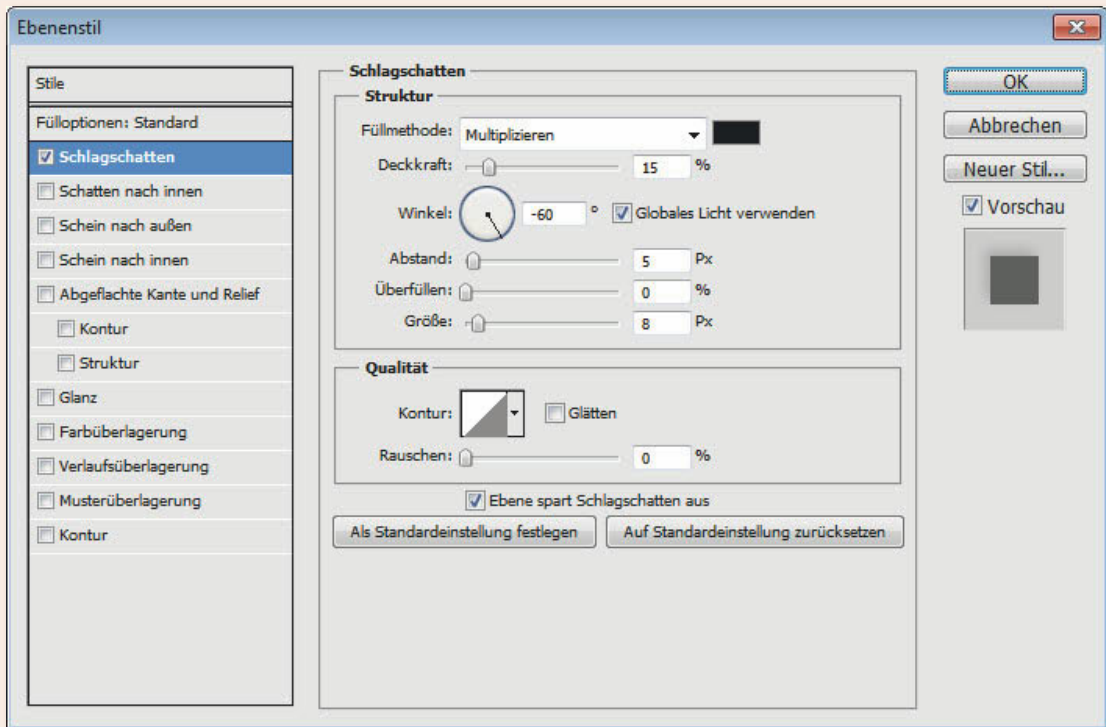 Ebenenstil
Stile
Fülloptionen: Standard
Schlagschatten
Schatten nach innen
Schein nach außen
Schein nach innen
Abgeflachte Kante und Relief
Kontur
Struktur
Glanz
Farbüberlagerung
Verlaufsüberlagerung
Musterüberlagerung
Kontur
Schlagschatten
Struktur
Füllmethode: Multiplizieren
Deckkraft: 15 %
Winkel: -60 ° Globales Licht verwenden
Abstand: 5 Px
Überfüllen: 0 %
Größe: 8 Px
Qualität
Kontur: Glätten
Rauschen: 0 %
Ebene spart Schlagschatten aus
Als Standardeinstellung festlegen Auf Standardeinstellung zurücksetzen
OK
Abbrechen
Neuer Stil...
Vorschau